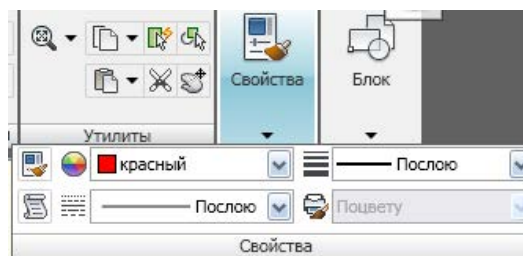 Свойства
Блок
Утилиты
красный
Послою
Послою
Поцвету
Свойства